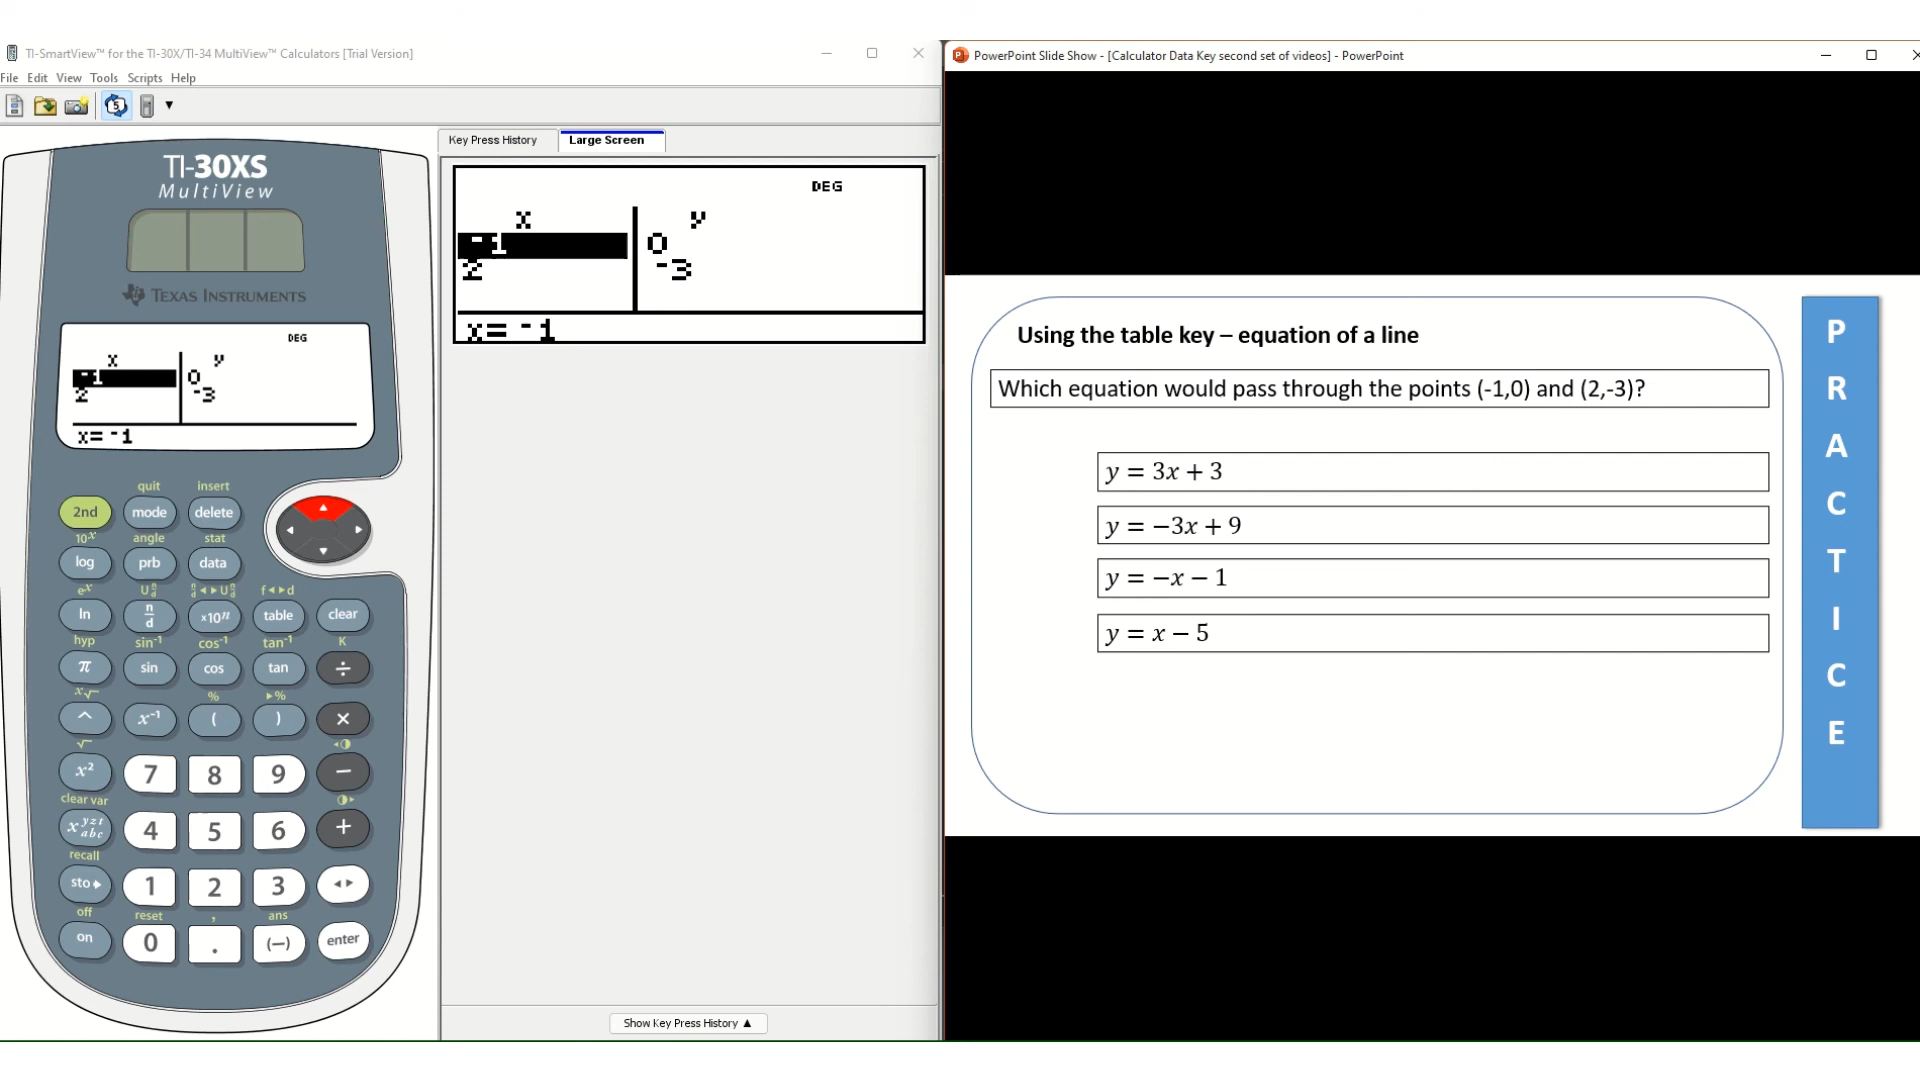 TI-SmartView™ for the TI-30X/TI-34 MultiView™ Calculators [Trial Version]
File Edit View Tools Scripts Help
Key Press History
Large Screen
TI-30XS
MultiView
TEXAS INSTRUMENTS
DEG
x y
-1 0
2 -3
x= -1
quit insert
2nd mode delete
10ˣ angle stat
log prb data
eˣ U n/d n/d◄►U n/d f◄►d
ln n/d ×10ⁿ table clear
hyp sin⁻¹ cos⁻¹ tan⁻¹ K
π sin cos tan ÷
ˣ√ % ►%
^ x⁻¹ ( ) ×
√
x² 7 8 9 −
clear var
x yzt abc 4 5 6 +
recall
sto► 1 2 3 ◄►
off reset , ans
on 0 . (−) enter
DEG
x y
-1 0
2 -3
x= -1
Show Key Press History ▲
PowerPoint Slide Show - [Calculator Data Key second set of videos] - PowerPoint
Using the table key – equation of a line
Which equation would pass through the points (-1,0) and (2,-3)?
y = 3x + 3
y = −3x + 9
y = −x − 1
y = x − 5
P
R
A
C
T
I
C
E